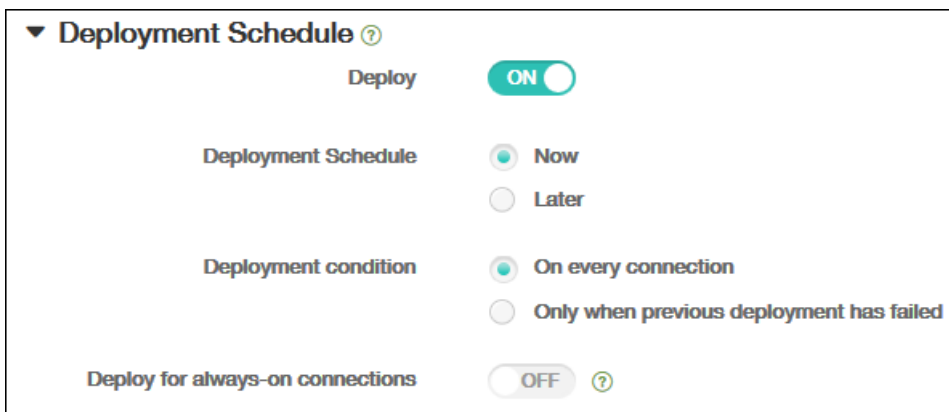 Deployment Schedule ?
Deploy ON
Deployment Schedule Now
Later
Deployment condition On every connection
Only when previous deployment has failed
Deploy for always-on connections OFF ?